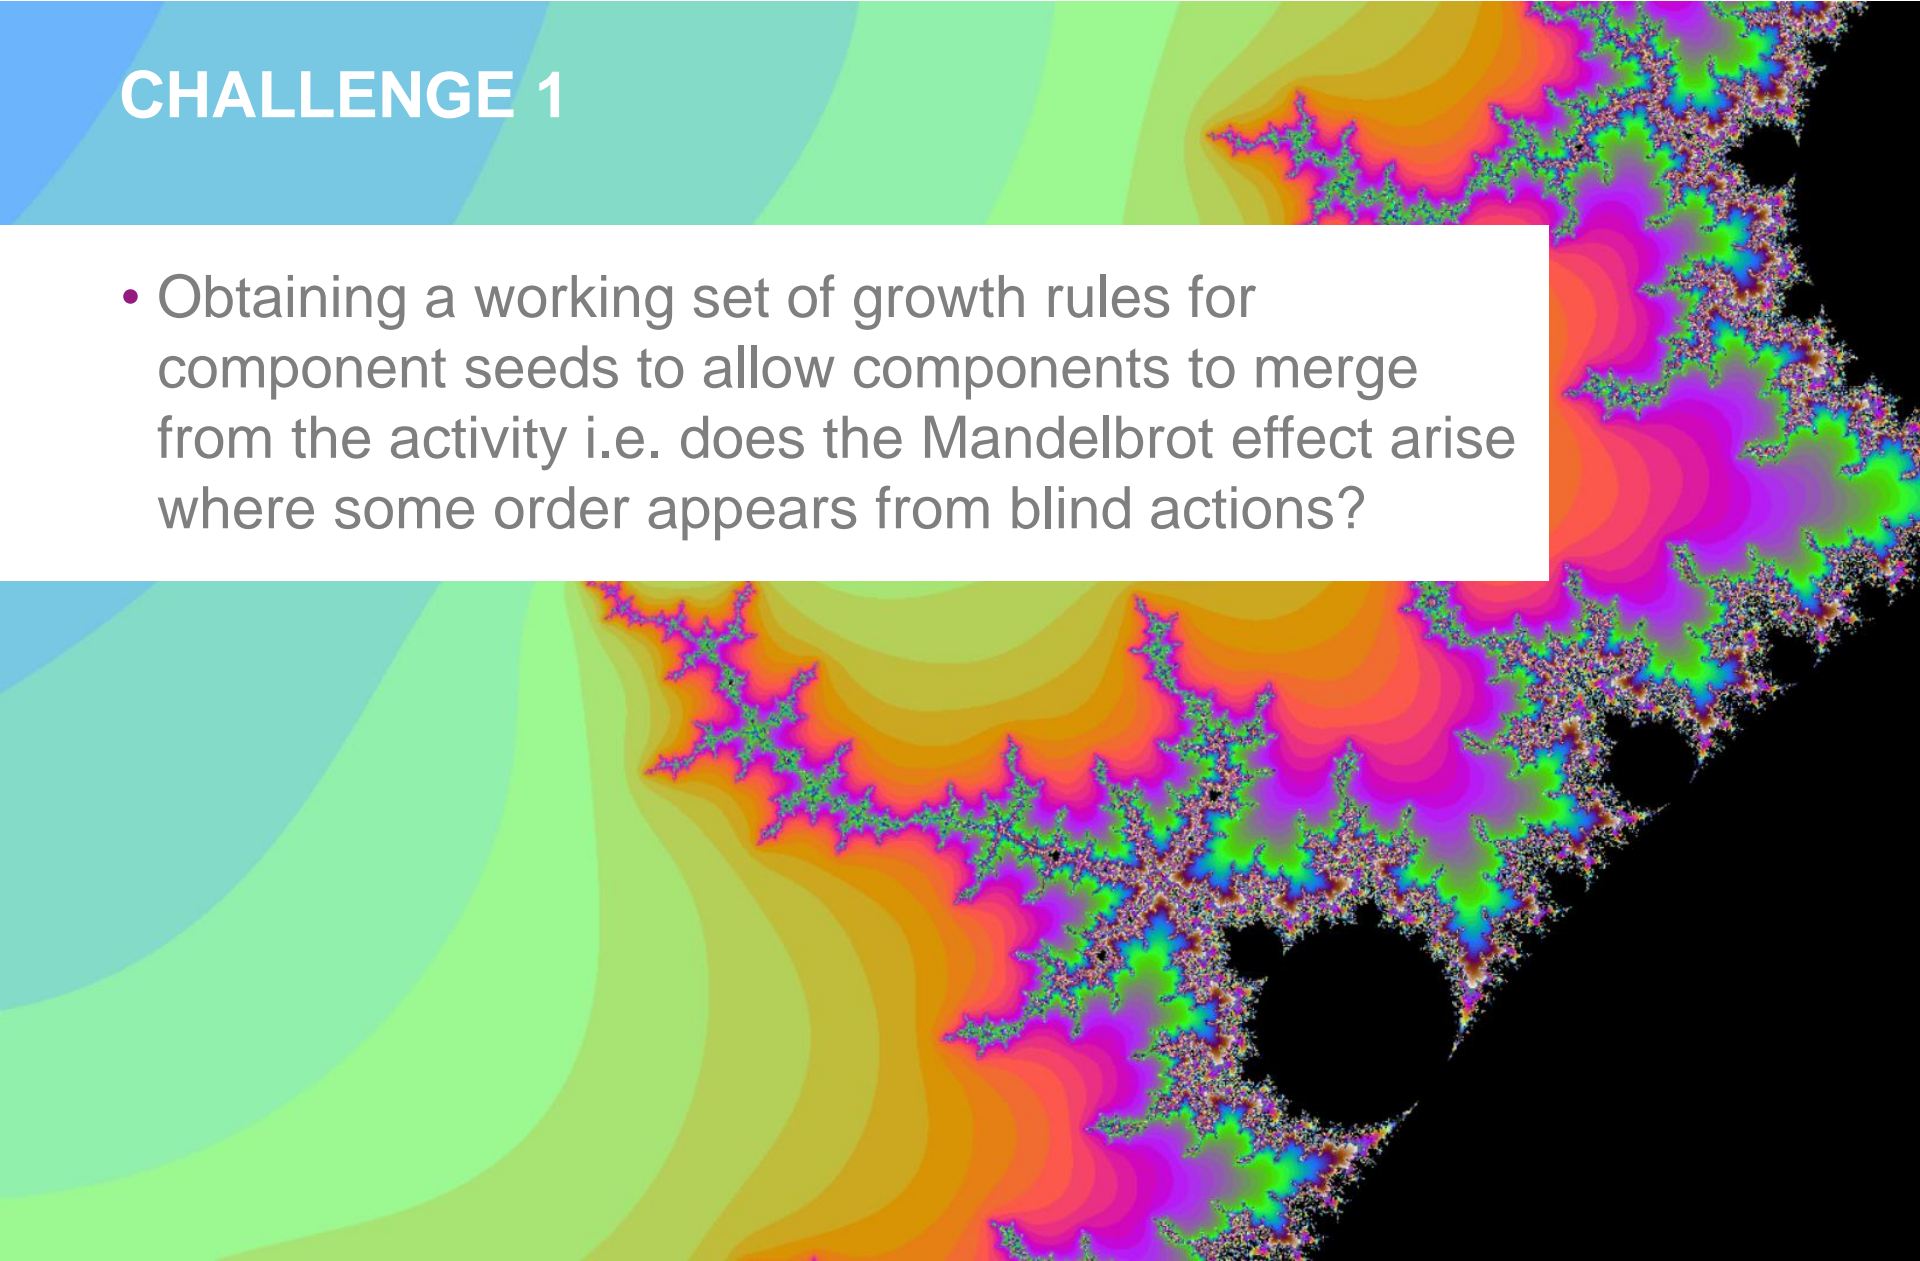 CHALLENGE 1
• Obtaining a working set of growth rules for
component seeds to allow components to merge
from the activity i.e. does the Mandelbrot effect arise
where some order appears from blind actions?